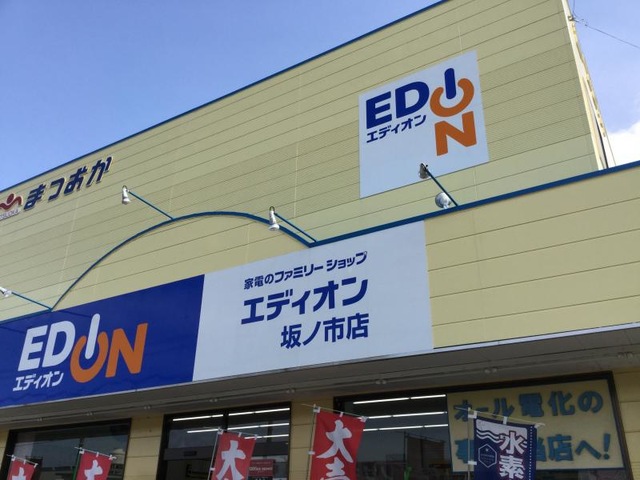 EDION
エディオン
まつおか
家電のファミリーショップ
エディオン
坂ノ市店
EDION
エディオン
オール電化の
店へ!
大
大売
水素